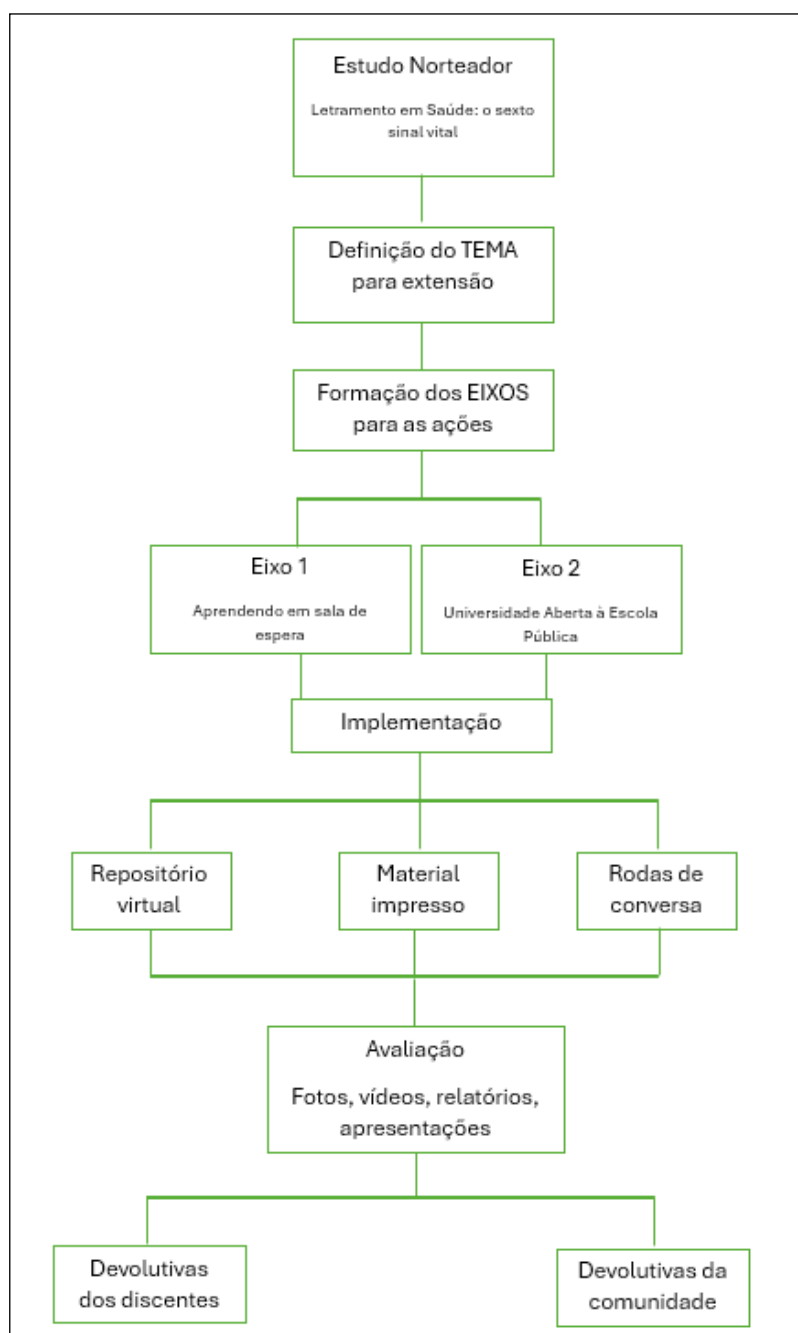 Estudo Norteador
Letramento em Saúde: o sexto
sinal vital
Definição do TEMA
para extensão
Formação dos EIXOS
para as ações
Eixo 1
Aprendendo em sala de
espera
Eixo 2
Universidade Aberta à Escola
Pública
Implementação
Repositório
virtual
Material
impresso
Rodas de
conversa
Avaliação
Fotos, vídeos, relatórios,
apresentações
Devolutivas
dos discentes
Devolutivas da
comunidade